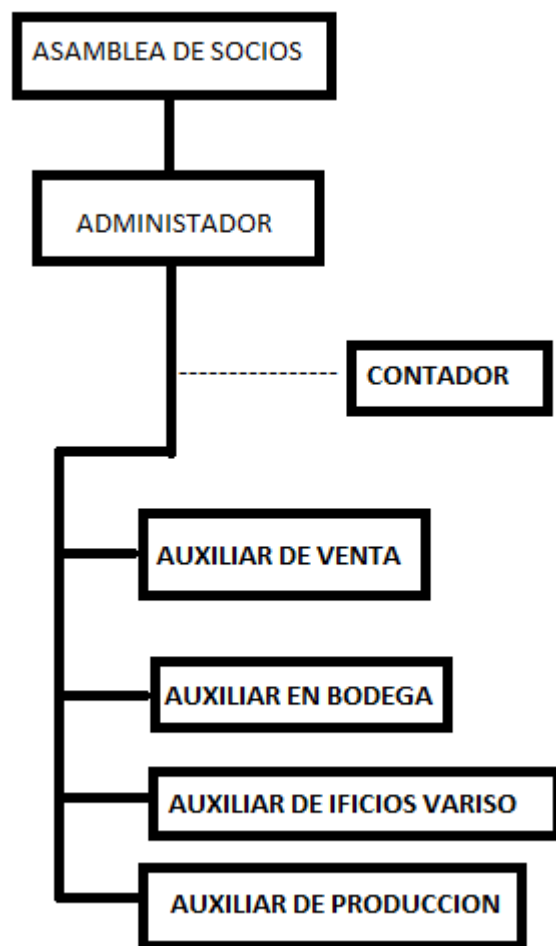 ASAMBLEA DE SOCIOS
ADMINISTADOR
CONTADOR
AUXILIAR DE VENTA
AUXILIAR EN BODEGA
AUXILIAR DE IFICIOS VARISO
AUXILIAR DE PRODUCCION